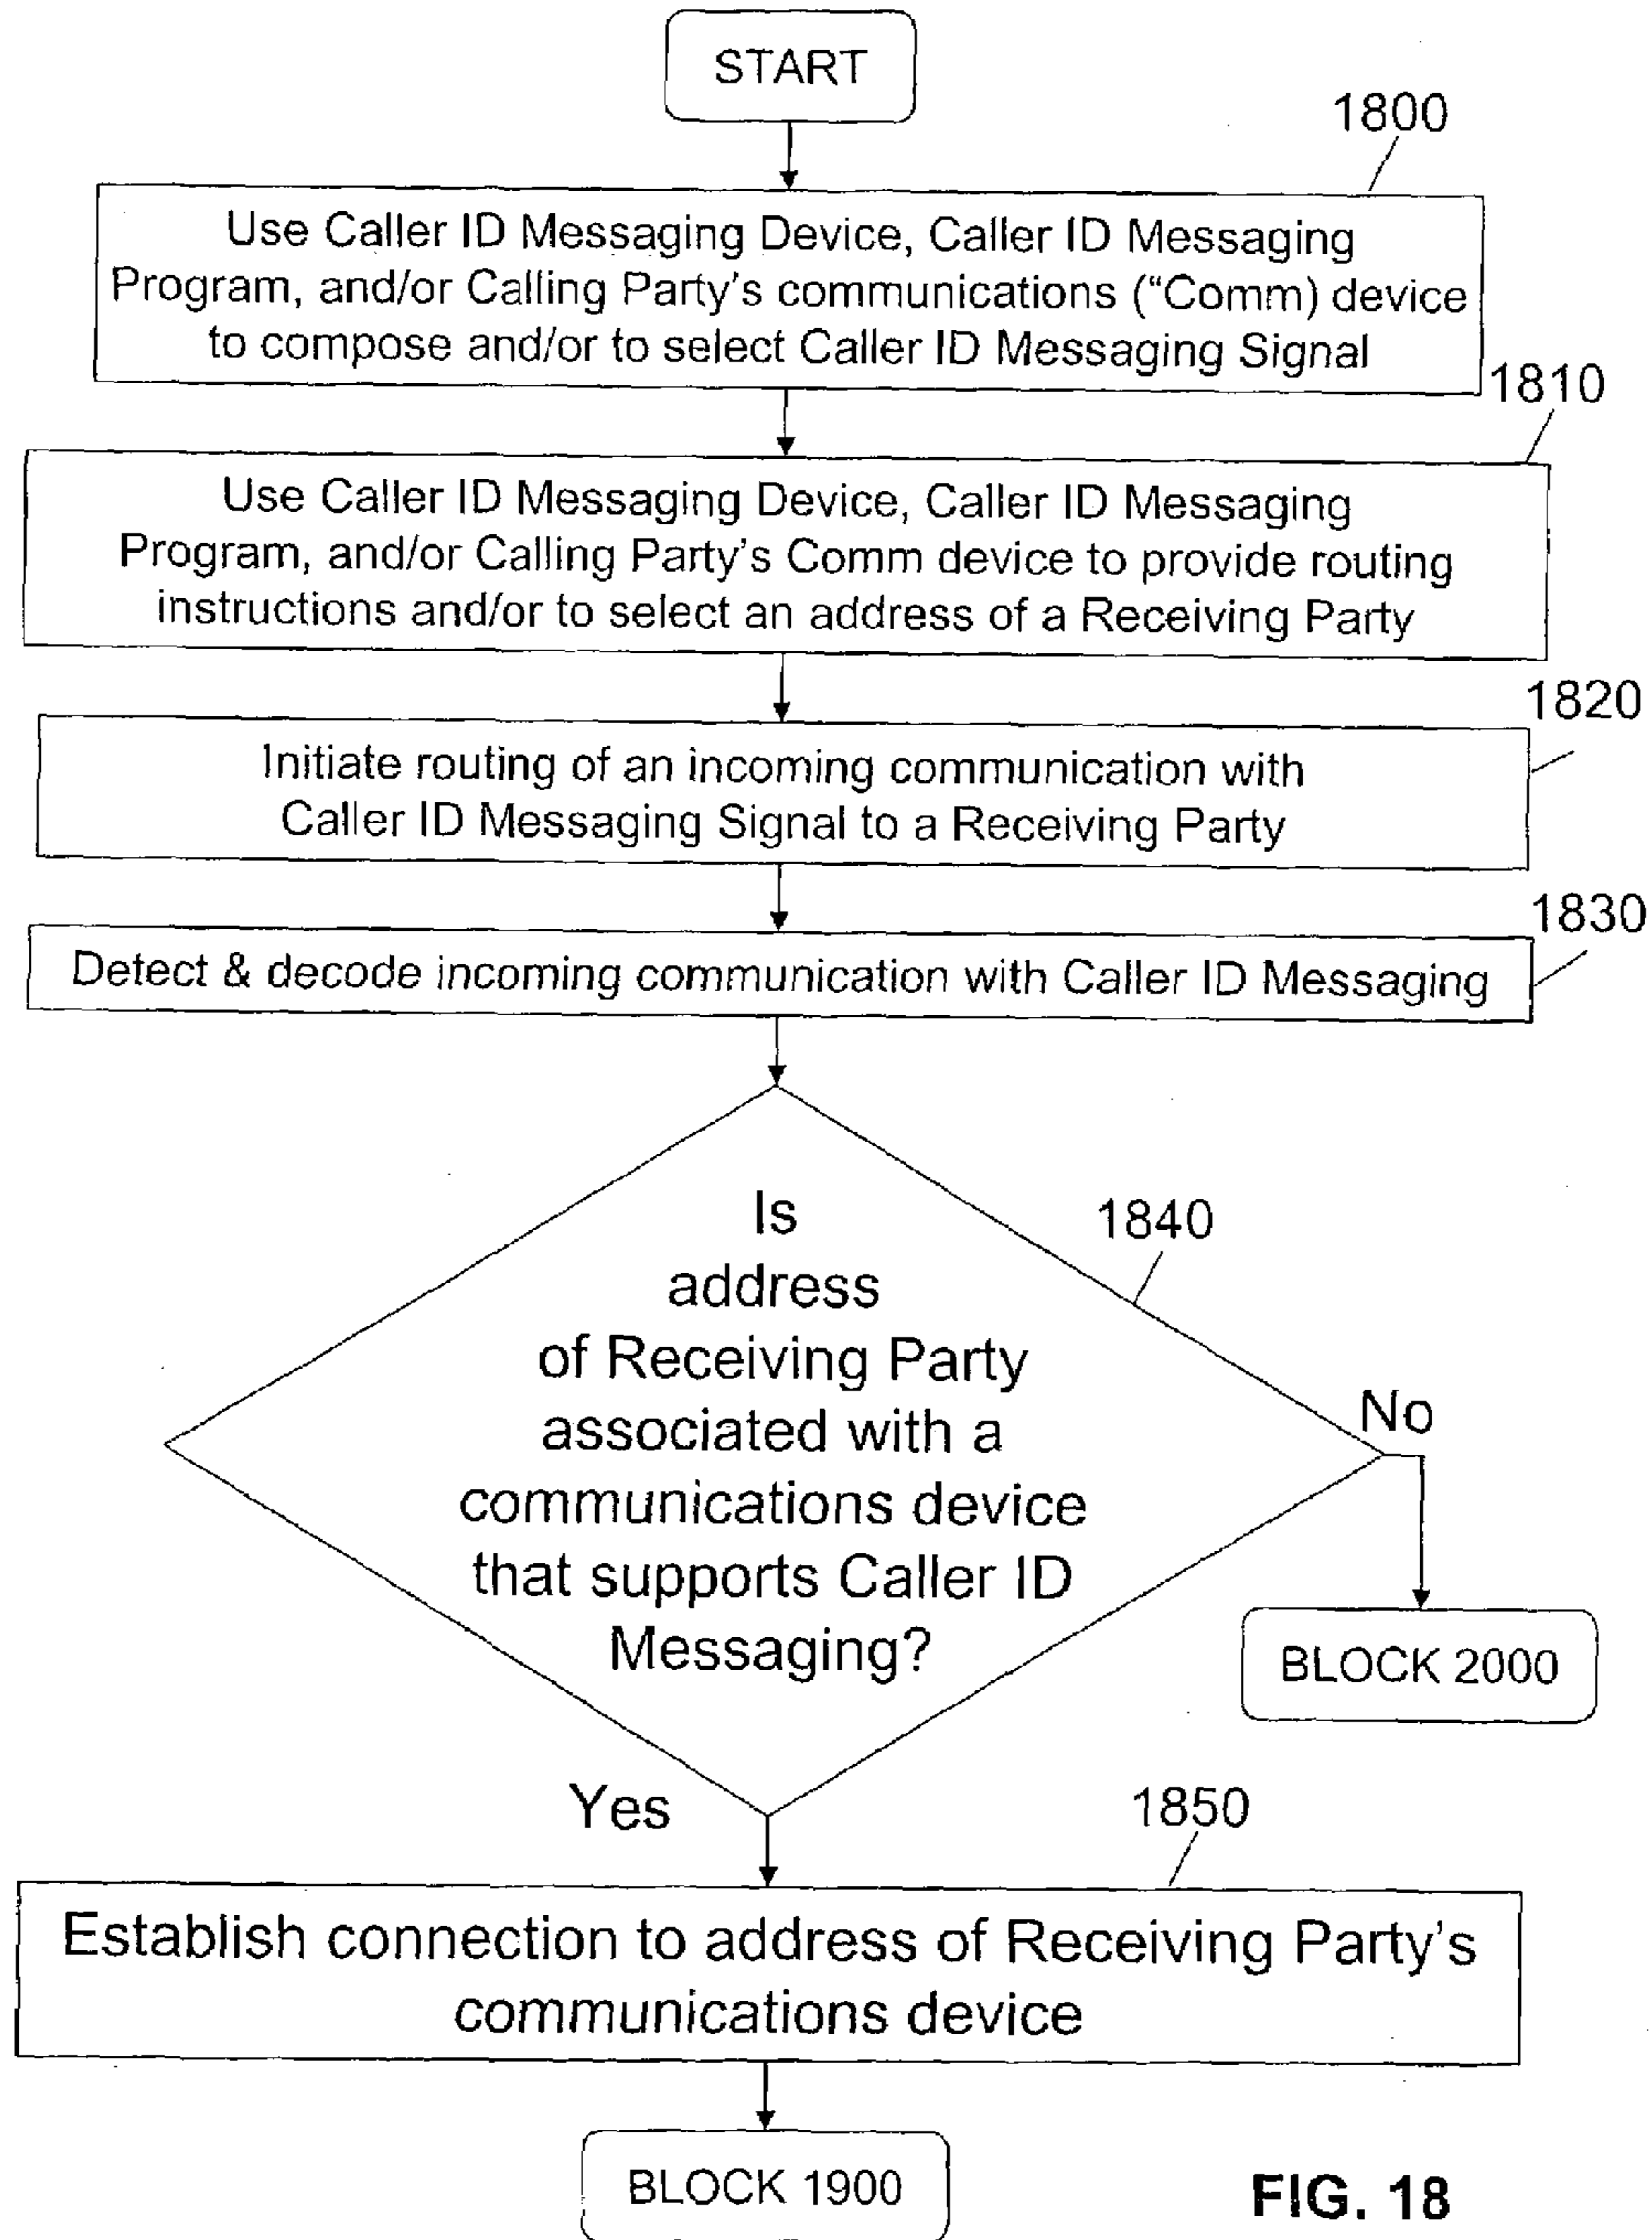 START
1800
Use Caller ID Messaging Device, Caller ID Messaging
Program, and/or Calling Party's communications (“Comm) device
to compose and/or to select Caller ID Messaging Signal
1810
Use Caller ID Messaging Device, Caller ID Messaging
Program, and/or Calling Party's Comm device to provide routing
instructions and/or to select an address of a Receiving Party
1820
Initiate routing of an incoming communication with
Caller ID Messaging Signal to a Receiving Party
1830
Detect & decode incoming communication with Caller ID Messaging
1840
Is
address
of Receiving Party
associated with a
communications device
that supports Caller ID
Messaging?
No
BLOCK 2000
Yes
1850
Establish connection to address of Receiving Party's
communications device
BLOCK 1900
FIG. 18